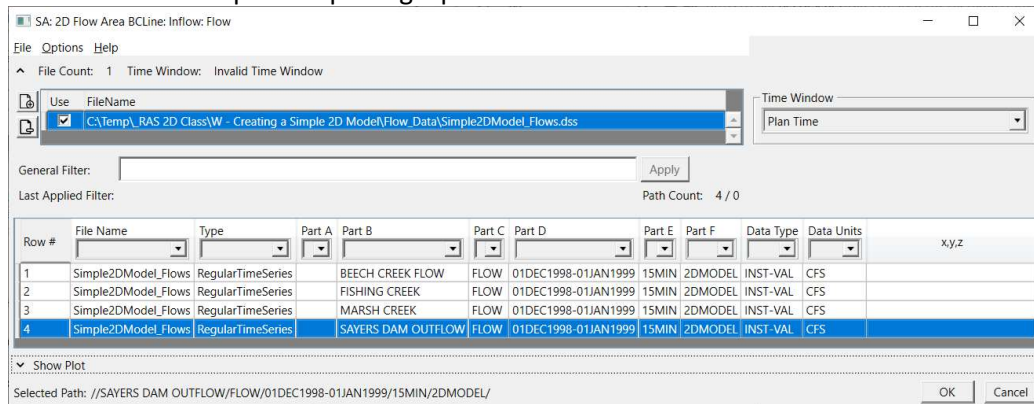 SA: 2D Flow Area BCLine: Inflow: Flow
File Options Help
File Count: 1 Time Window: Invalid Time Window
Use FileName
C:\Temp\_RAS 2D Class\W - Creating a Simple 2D Model\Flow_Data\Simple2DModel_Flows.dss
Time Window
Plan Time
General Filter: Apply
Last Applied Filter: Path Count: 4 / 0
Row # File Name Type Part A Part B Part C Part D Part E Part F Data Type Data Units x,y,z
1 Simple2DModel_Flows RegularTimeSeries BEECH CREEK FLOW FLOW 01DEC1998-01JAN1999 15MIN 2DMODEL INST-VAL CFS
2 Simple2DModel_Flows RegularTimeSeries FISHING CREEK FLOW 01DEC1998-01JAN1999 15MIN 2DMODEL INST-VAL CFS
3 Simple2DModel_Flows RegularTimeSeries MARSH CREEK FLOW 01DEC1998-01JAN1999 15MIN 2DMODEL INST-VAL CFS
4 Simple2DModel_Flows RegularTimeSeries SAYERS DAM OUTFLOW FLOW 01DEC1998-01JAN1999 15MIN 2DMODEL INST-VAL CFS
Show Plot
Selected Path: //SAYERS DAM OUTFLOW/FLOW/01DEC1998-01JAN1999/15MIN/2DMODEL/ OK Cancel